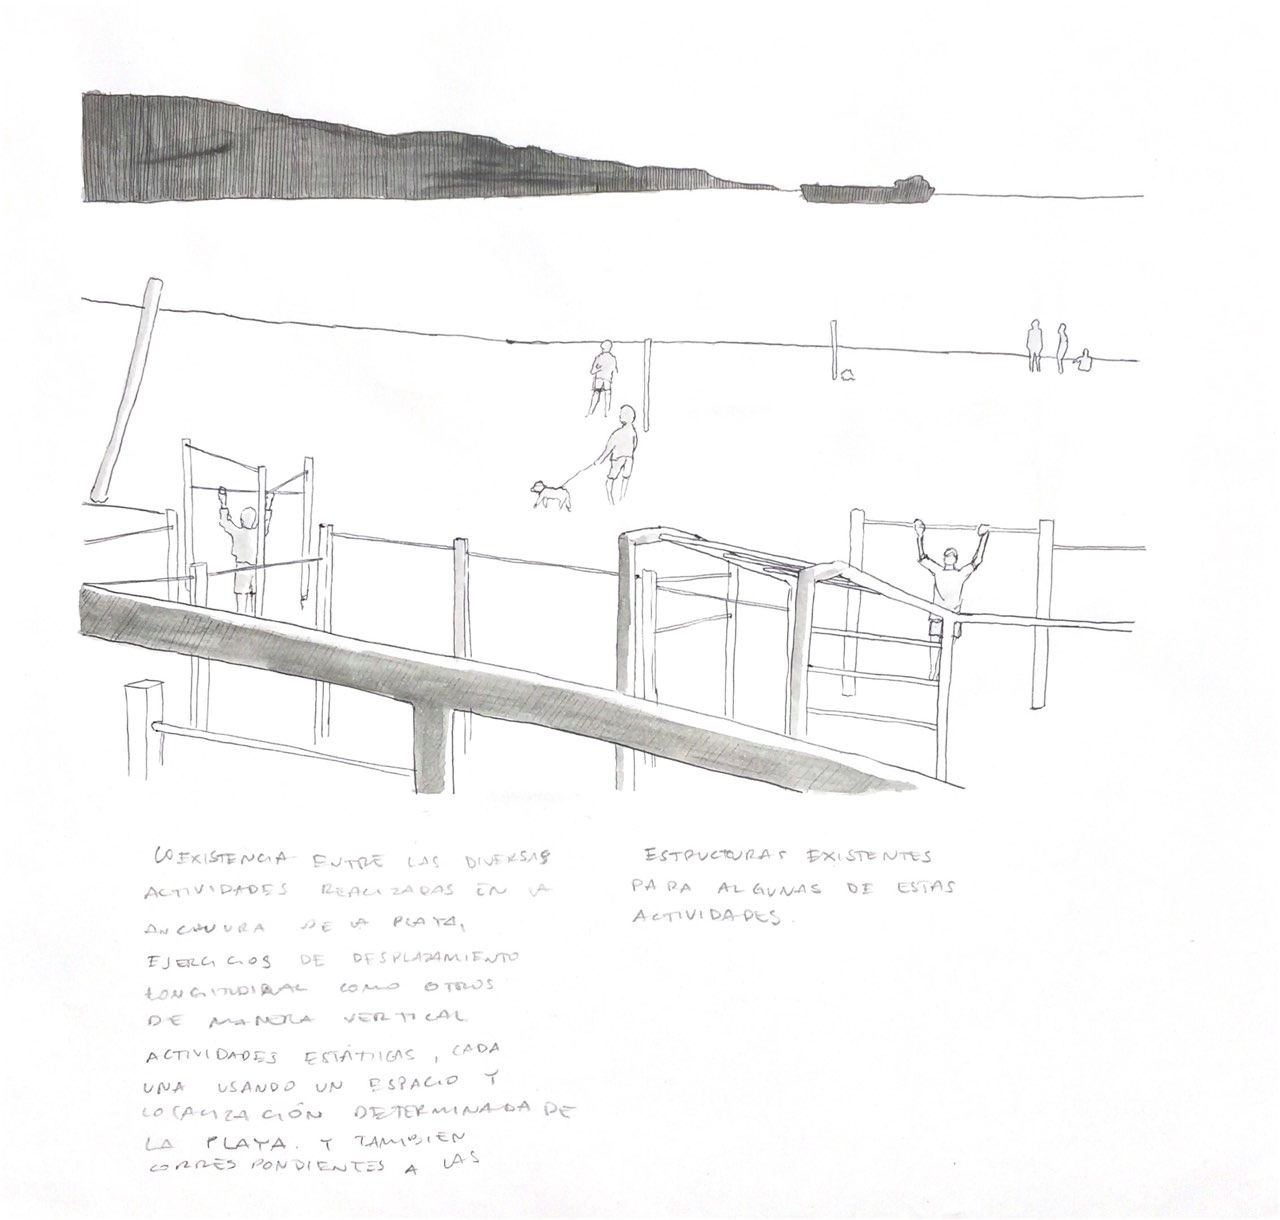 COEXISTENCIA ENTRE LAS DIVERSAS
ACTIVIDADES REALIZADAS EN LA
ANCHURA DE LA PLAYA,
EJERCICIOS DE DESPLAZAMIENTO
LONGITUDINAL COMO OTROS
DE MANERA VERTICAL
ACTIVIDADES ESTÁTICAS, CADA
UNA USANDO UN ESPACIO Y
LOCALIZACIÓN DETERMINADA DE
LA PLAYA. Y TAMBIEN
CORRESPONDIENTES A LAS
ESTRUCTURAS EXISTENTES
PARA ALGUNAS DE ESTAS
ACTIVIDADES.